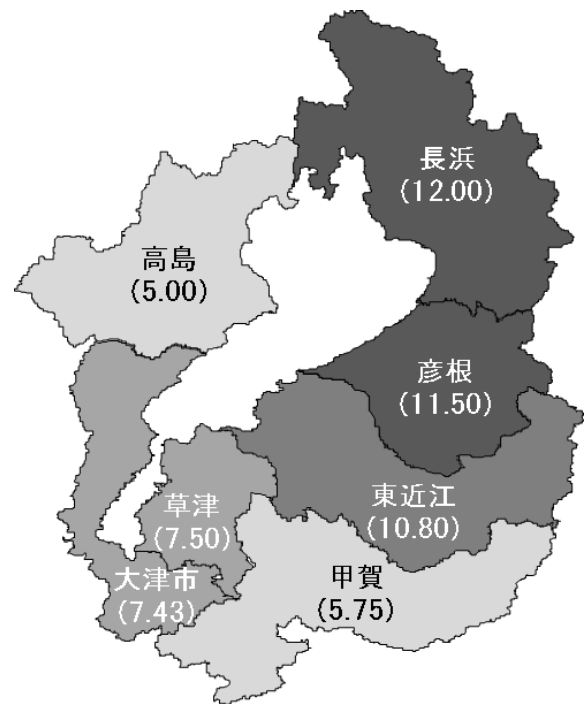 長浜
(12.00)
高島
(5.00)
彦根
(11.50)
東近江
(10.80)
草津
(7.50)
大津市
(7.43)
甲賀
(5.75)